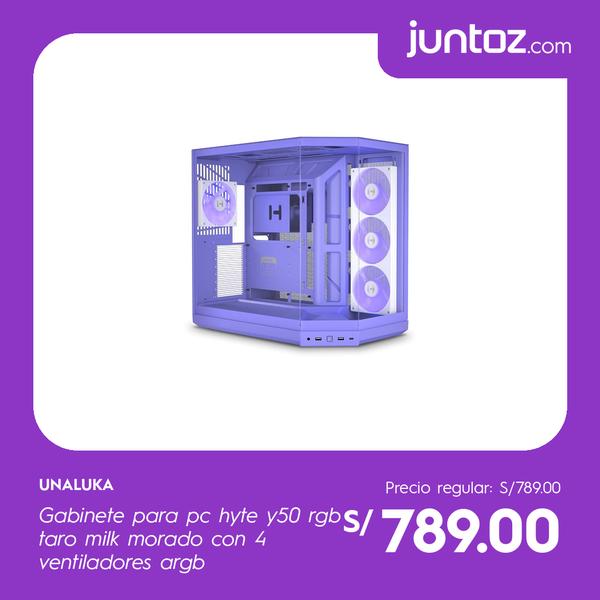 juntoz.com
UNALUKA
Gabinete para pc hyte y50 rgb
taro milk morado con 4
ventiladores argb
Precio regular: S/789.00
S/ 789.00